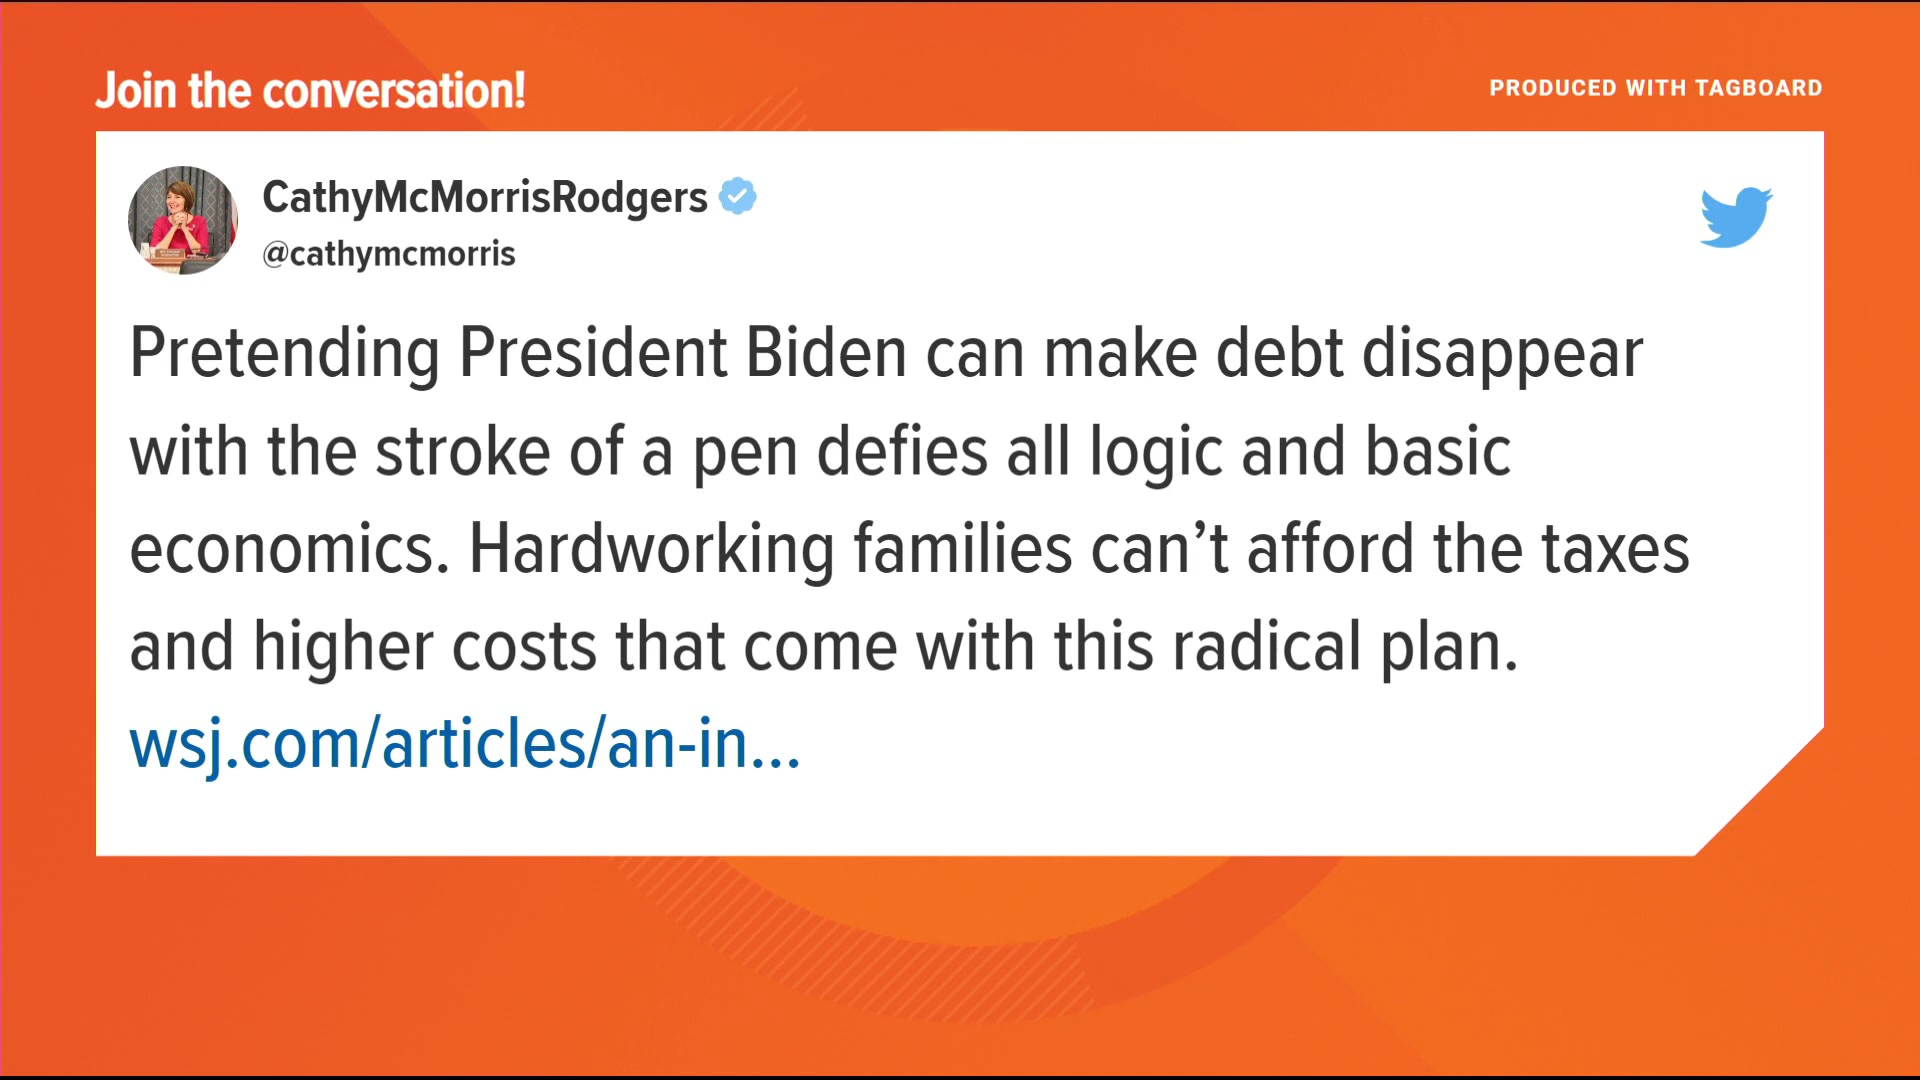 Join the conversation!
PRODUCED WITH TAGBOARD
CathyMcMorrisRodgers
@cathymcmorris
Pretending President Biden can make debt disappear
with the stroke of a pen defies all logic and basic
economics. Hardworking families can’t afford the taxes
and higher costs that come with this radical plan.
wsj.com/articles/an-in...